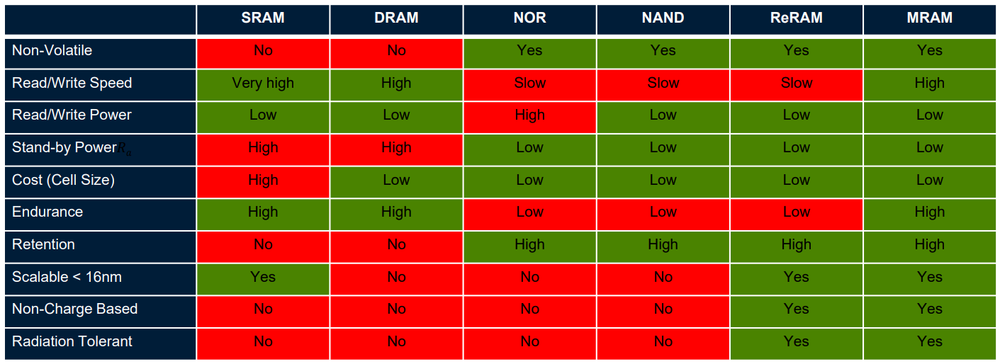 SRAM DRAM NOR NAND ReRAM MRAM
Non-Volatile No No Yes Yes Yes Yes
Read/Write Speed Very high High Slow Slow Slow High
Read/Write Power Low Low High Low Low Low
Stand-by Power Rₐ High High Low Low Low Low
Cost (Cell Size) High Low Low Low Low Low
Endurance High High Low Low Low High
Retention No No High High High High
Scalable < 16nm Yes No No No Yes Yes
Non-Charge Based No No No No Yes Yes
Radiation Tolerant No No No No Yes Yes